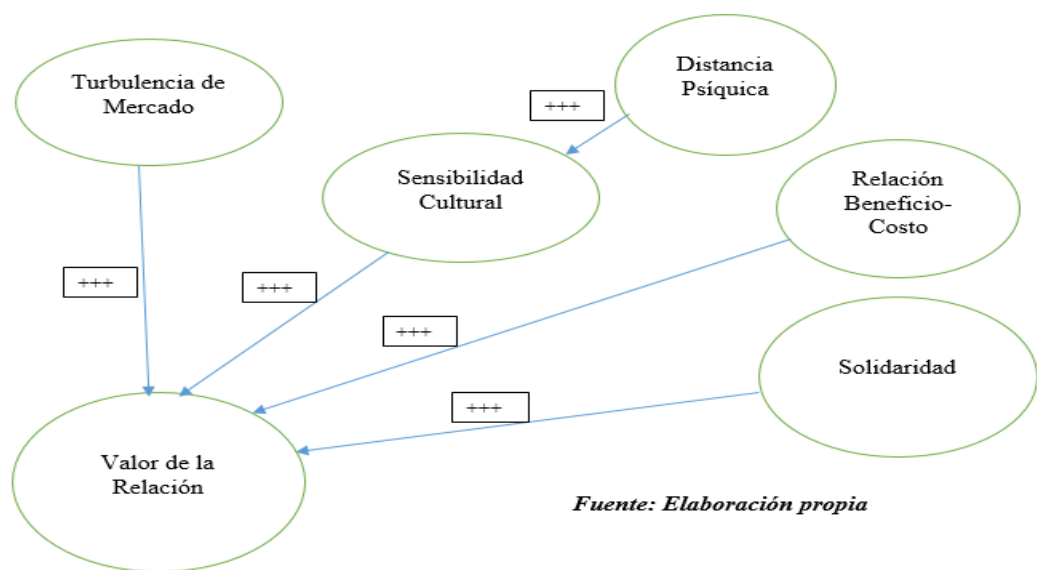 Turbulencia de
Mercado
Distancia
Psíquica
+++
Sensibilidad
Cultural
Relación
Beneficio-
Costo
+++
+++
+++
Solidaridad
+++
Valor de la
Relación
Fuente: Elaboración propia